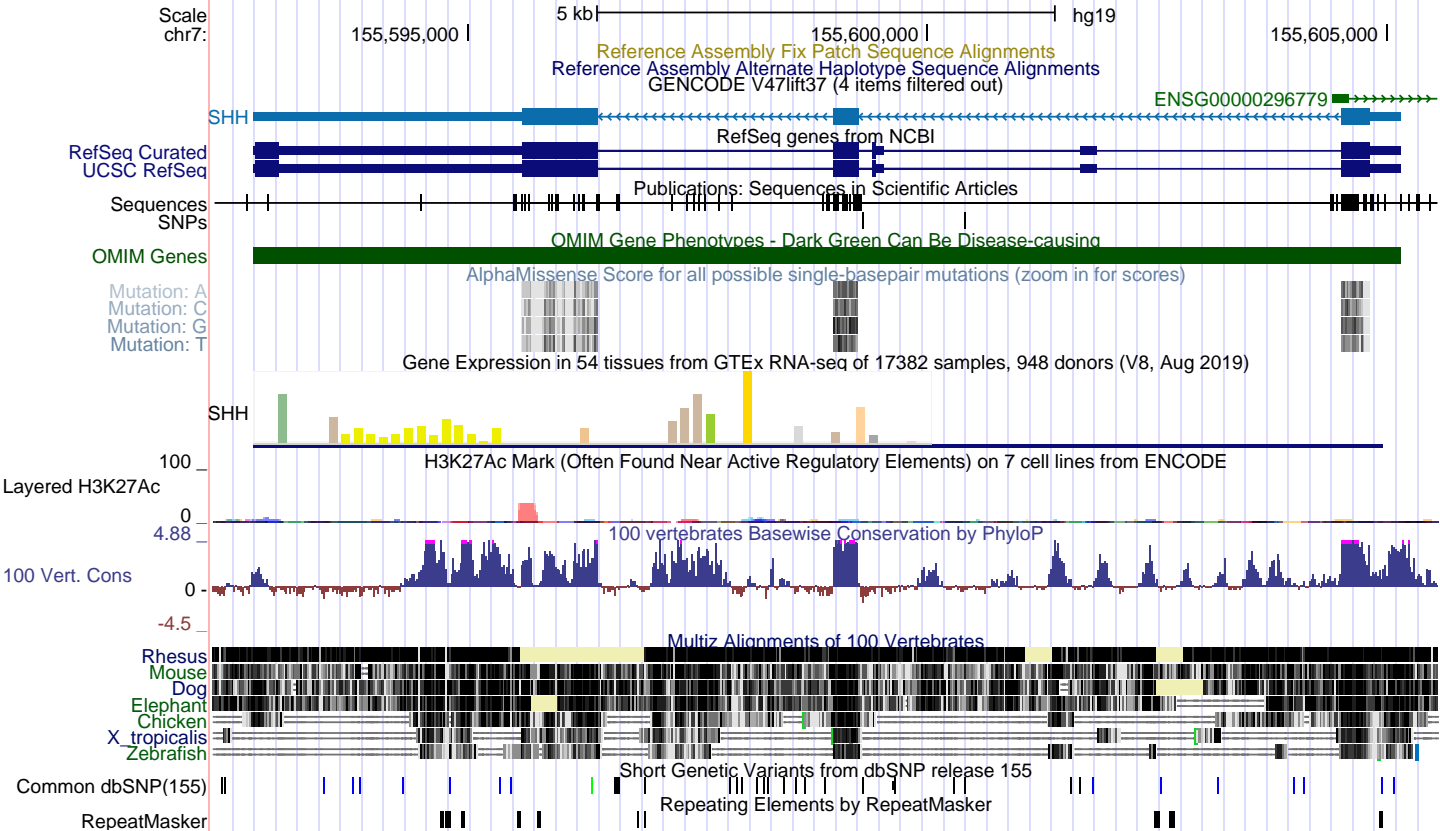 Scale 5 kb hg19
chr7: 155,595,000 155,600,000 155,605,000
Reference Assembly Fix Patch Sequence Alignments
Reference Assembly Alternate Haplotype Sequence Alignments
GENCODE V47lift37 (4 items filtered out)
ENSG00000296779
SHH
RefSeq genes from NCBI
RefSeq Curated
UCSC RefSeq
Publications: Sequences in Scientific Articles
Sequences
SNPs
OMIM Gene Phenotypes - Dark Green Can Be Disease-causing
OMIM Genes
AlphaMissense Score for all possible single-basepair mutations (zoom in for scores)
Mutation: A
Mutation: C
Mutation: G
Mutation: T
Gene Expression in 54 tissues from GTEx RNA-seq of 17382 samples, 948 donors (V8, Aug 2019)
SHH
H3K27Ac Mark (Often Found Near Active Regulatory Elements) on 7 cell lines from ENCODE
100 _
Layered H3K27Ac
0 _
100 vertebrates Basewise Conservation by PhyloP
4.88 _
100 Vert. Cons
0 -
-4.5 _
Multiz Alignments of 100 Vertebrates
Rhesus
Mouse
Dog
Elephant
Chicken
X_tropicalis
Zebrafish
Short Genetic Variants from dbSNP release 155
Common dbSNP(155)
Repeating Elements by RepeatMasker
RepeatMasker